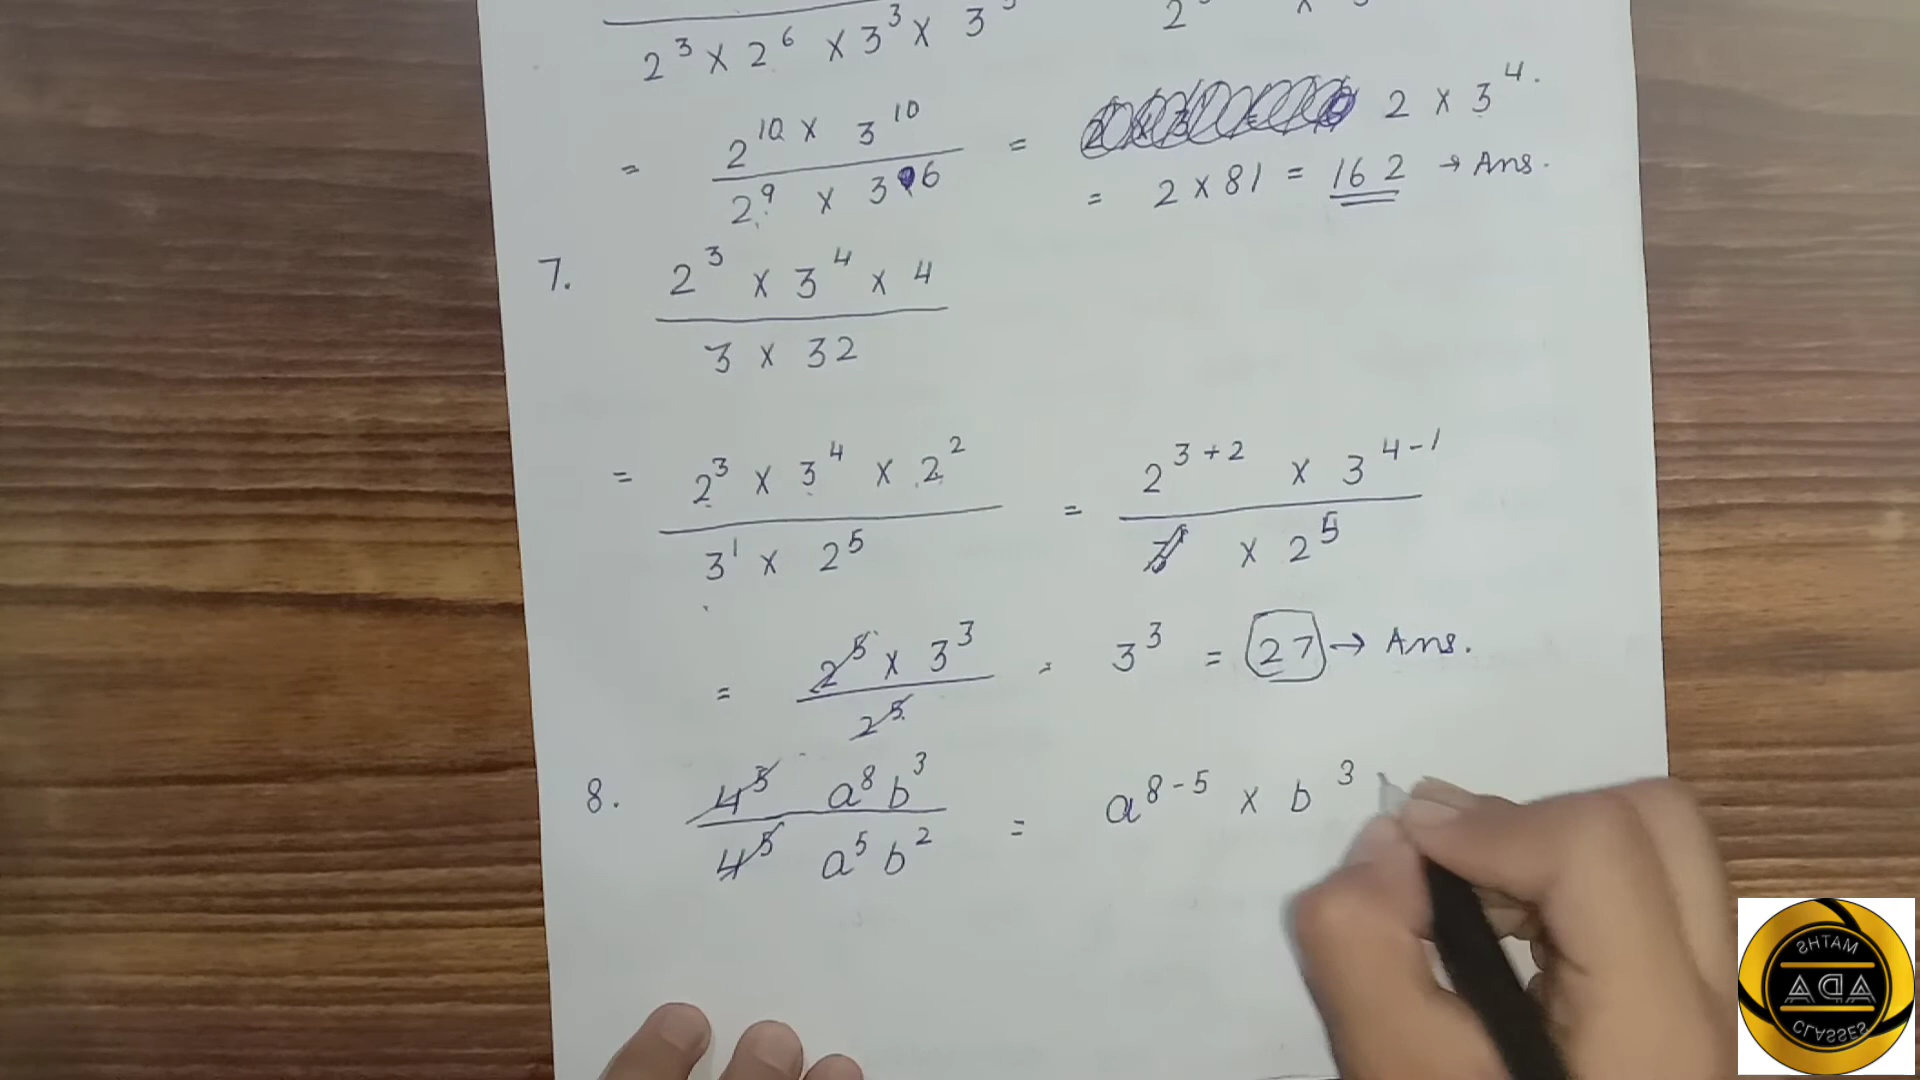 2³ × 2⁶ × 3³ × 3
= 2¹⁰ × 3¹⁰ / 2⁹ × 3⁶ = 2 × 3⁴.
= 2 × 81 = 162 → Ans.
7. 2³ × 3⁴ × 4 / 3 × 32
= 2³ × 3⁴ × 2² / 3¹ × 2⁵ = 2³⁺² × 3⁴⁻¹ / 3¹ × 2⁵
= 2⁵ × 3³ / 2⁵ = 3³ = 27 → Ans.
8. 4⁵ a⁸ b³ / 4⁵ a⁵ b² = a⁸⁻⁵ × b³
MATHS
ADA
CLASSES